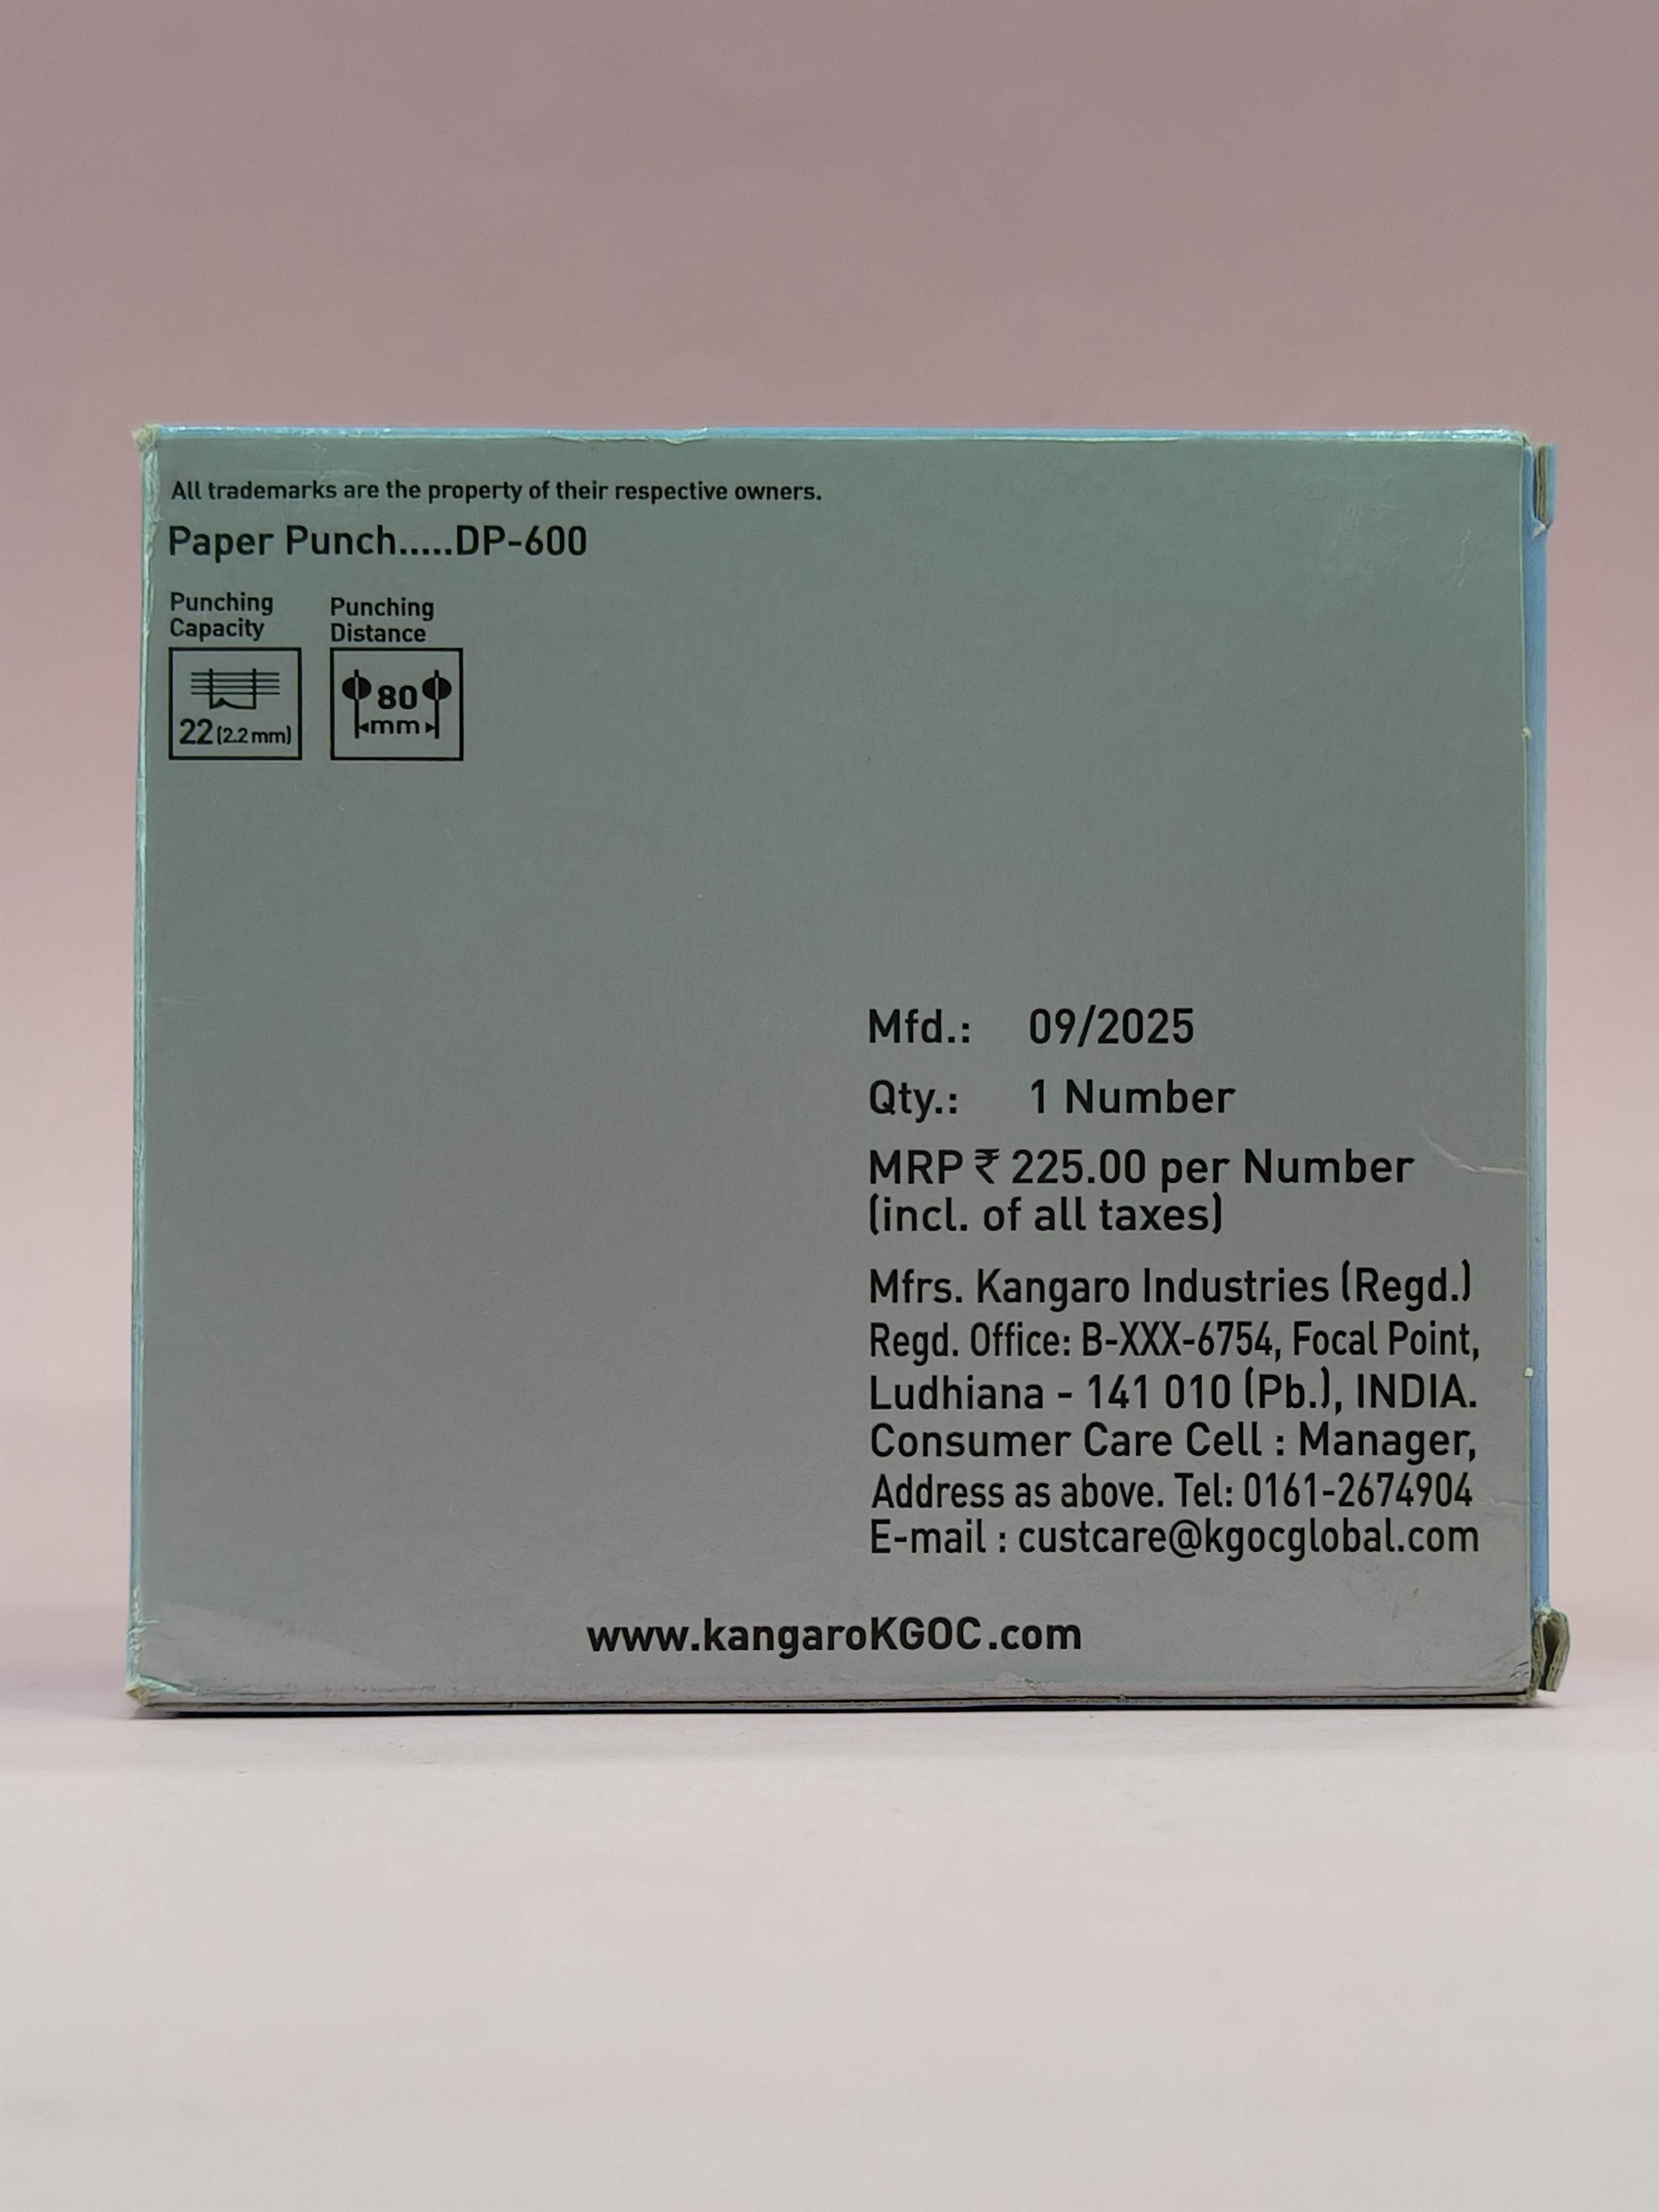 All trademarks are the property of their respective owners.
Paper Punch.....DP-600
Punching
Capacity
22 (2.2 mm)
Punching
Distance
80
mm
Mfd.: 09/2025
Qty.: 1 Number
MRP ₹ 225.00 per Number
(incl. of all taxes)
Mfrs. Kangaro Industries (Regd.)
Regd. Office: B-XXX-6754, Focal Point,
Ludhiana - 141 010 (Pb.), INDIA.
Consumer Care Cell : Manager,
Address as above. Tel: 0161-2674904
E-mail : custcare@kgocglobal.com
www.kangaroKGOC.com